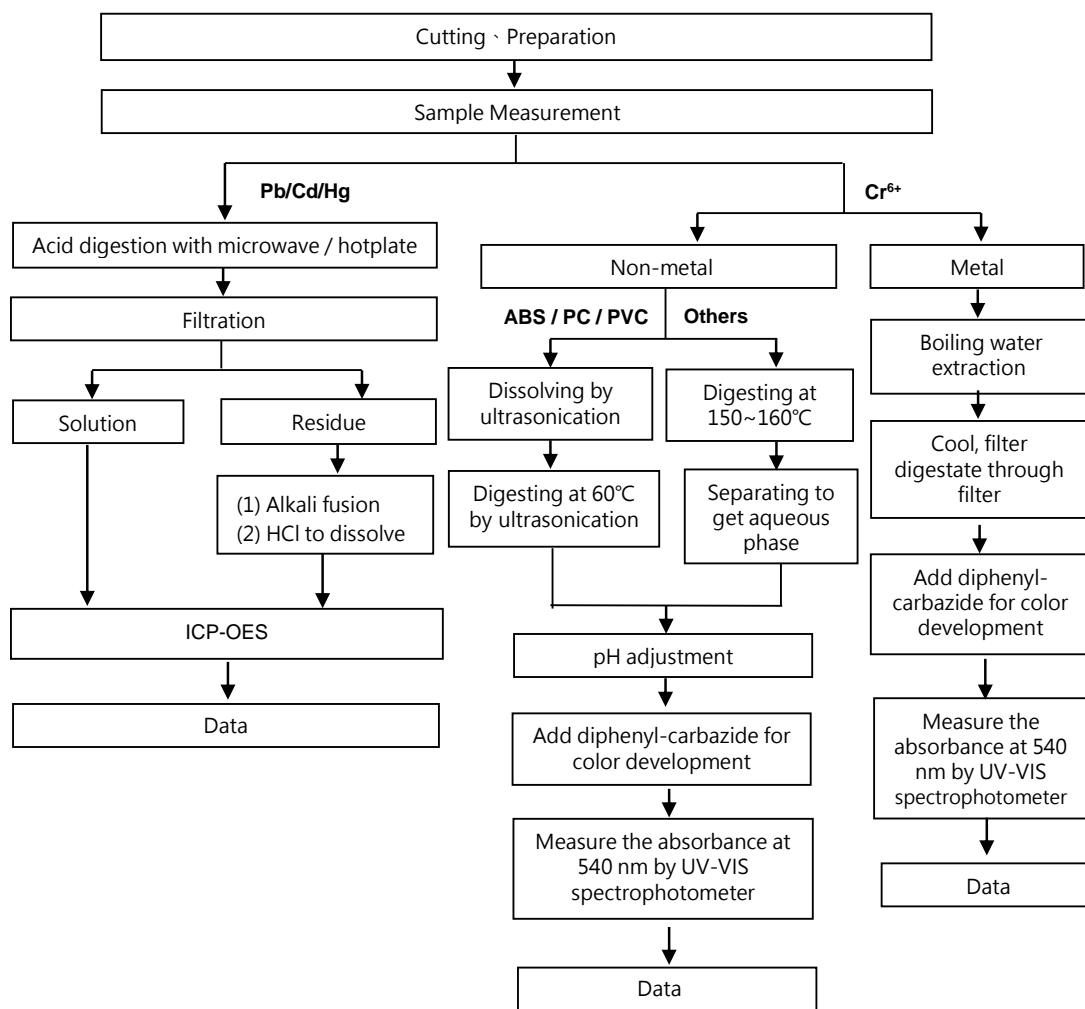 Cutting、Preparation
Sample Measurement
Pb/Cd/Hg
Acid digestion with microwave / hotplate
Filtration
Solution
Residue
(1) Alkali fusion
(2) HCl to dissolve
ICP-OES
Data
Cr⁶⁺
Non-metal
ABS / PC / PVC
Others
Dissolving by
ultrasonication
Digesting at 60℃
by ultrasonication
Digesting at
150~160℃
Separating to
get aqueous
phase
pH adjustment
Add diphenyl-carbazide for
color development
Measure the absorbance at
540 nm by UV-VIS
spectrophotometer
Data
Metal
Boiling water
extraction
Cool, filter
digestate through
filter
Add diphenyl-
carbazide for color
development
Measure the
absorbance at 540
nm by UV-VIS
spectrophotometer
Data